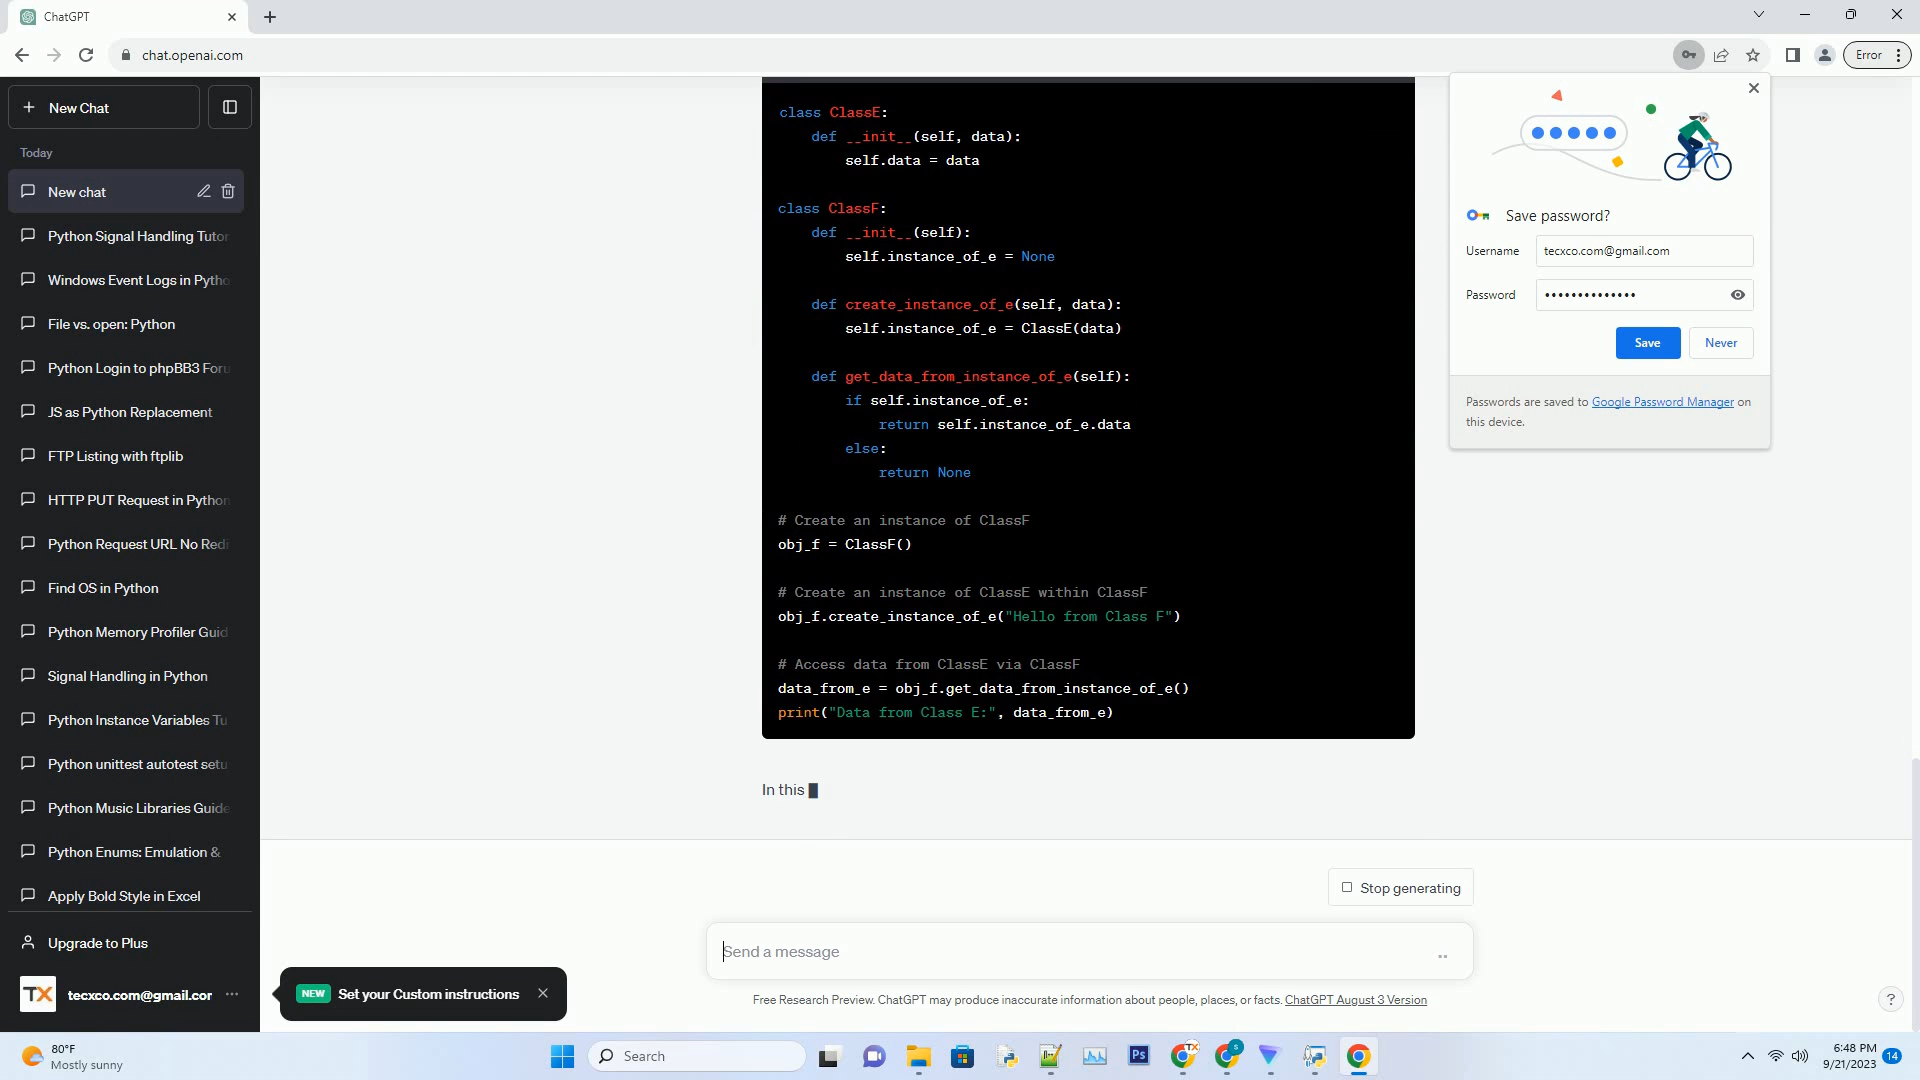 ChatGPT
chat.openai.com
Error
New Chat
Today
New chat
Python Signal Handling Tutor
Windows Event Logs in Pytho
File vs. open: Python
Python Login to phpBB3 Foru
JS as Python Replacement
FTP Listing with ftplib
HTTP PUT Request in Python
Python Request URL No Redi
Find OS in Python
Python Memory Profiler Guid
Signal Handling in Python
Python Instance Variables Tu
Python unittest autotest setu
Python Music Libraries Guide
Python Enums: Emulation &
Apply Bold Style in Excel
Upgrade to Plus
TX tecxco.com@gmail.cor
class ClassE:
def __init__(self, data):
self.data = data
class ClassF:
def __init__(self):
self.instance_of_e = None
def create_instance_of_e(self, data):
self.instance_of_e = ClassE(data)
def get_data_from_instance_of_e(self):
if self.instance_of_e:
return self.instance_of_e.data
else:
return None
# Create an instance of ClassF
obj_f = ClassF()
# Create an instance of ClassE within ClassF
obj_f.create_instance_of_e("Hello from Class F")
# Access data from ClassE via ClassF
data_from_e = obj_f.get_data_from_instance_of_e()
print("Data from Class E:", data_from_e)
In this
Stop generating
Send a message
Free Research Preview. ChatGPT may produce inaccurate information about people, places, or facts. ChatGPT August 3 Version
NEW Set your Custom instructions
?
Save password?
Username tecxco.com@gmail.com
Password ••••••••••••••
Save Never
Passwords are saved to Google Password Manager on
this device.
80°F
Mostly sunny
Search
Ps
TX
S
6:48 PM
9/21/2023
14